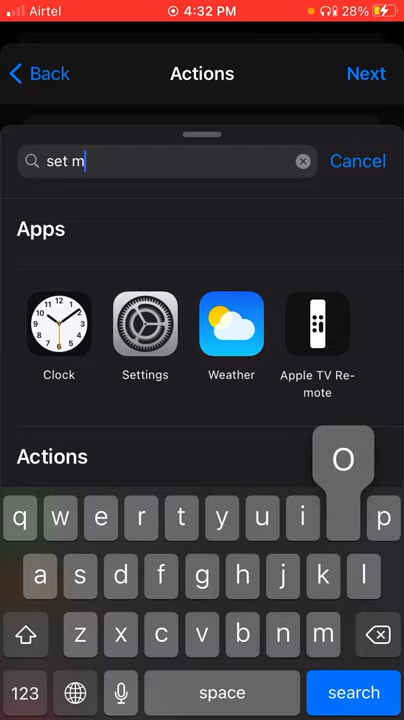 Airtel 4:32 PM 28%
Back Actions Next
set m Cancel
Apps
Clock Settings Weather Apple TV Re-
mote
Actions
O
q w e r t y u i p
a s d f g h j k l
z x c v b n m
123 space search